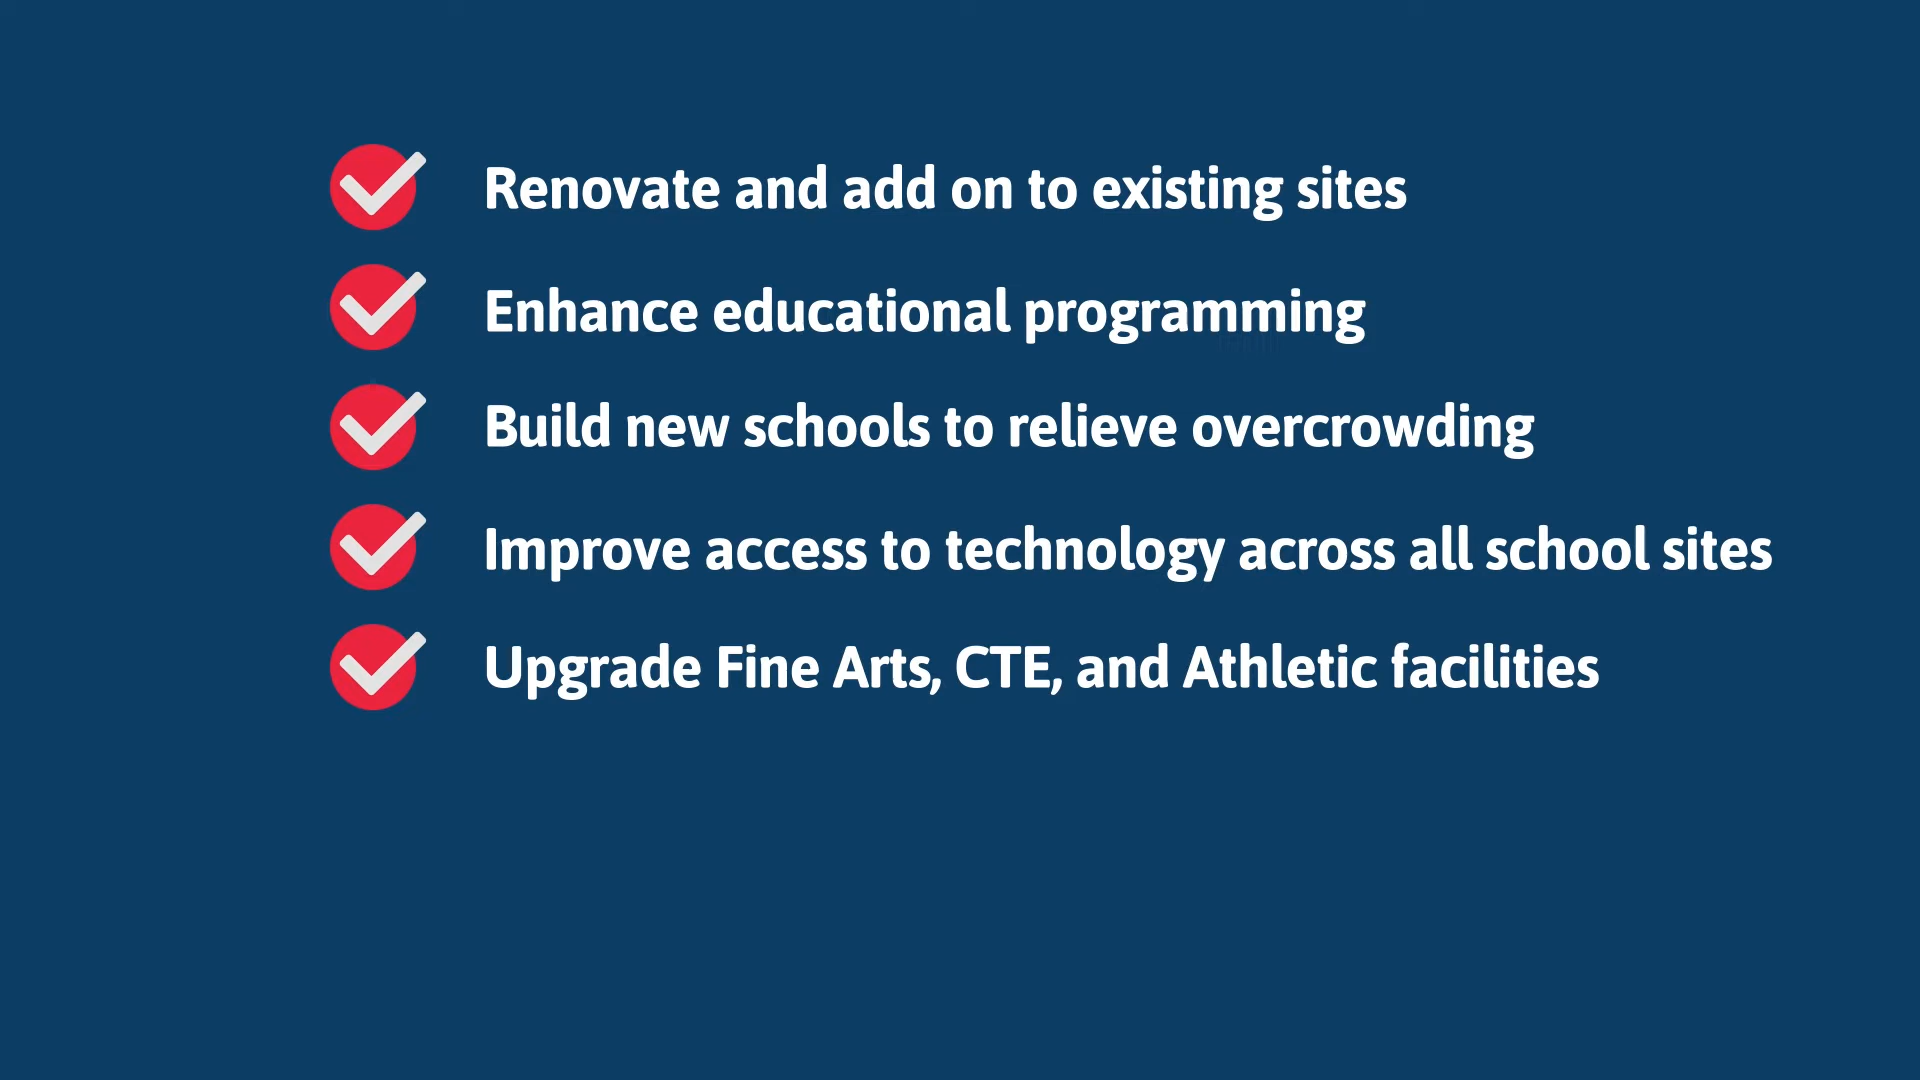 Renovate and add on to existing sites
Enhance educational programming
Build new schools to relieve overcrowding
Improve access to technology across all school sites
Upgrade Fine Arts, CTE, and Athletic facilities